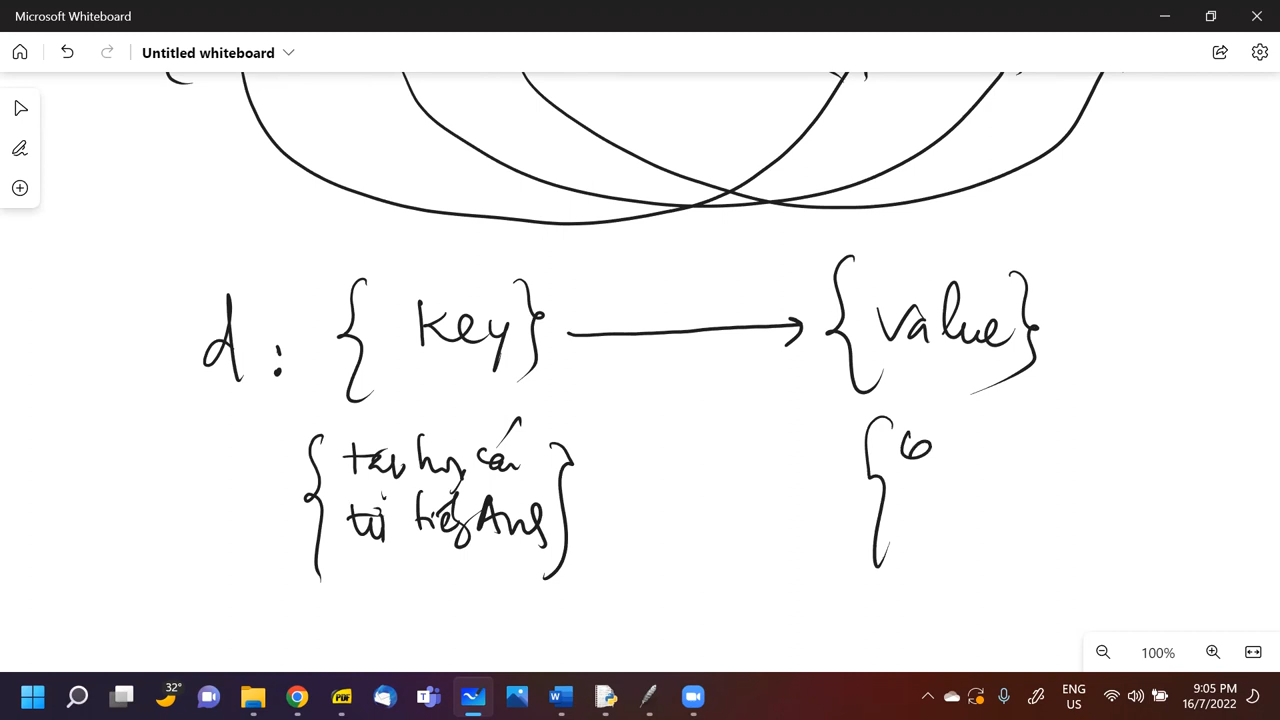 Microsoft Whiteboard
Untitled whiteboard
d: { key} → { value}
{ tập hợp các
từ tiếng Anh }
{
100%
32°
ENG
US
9:05 PM
16/7/2022